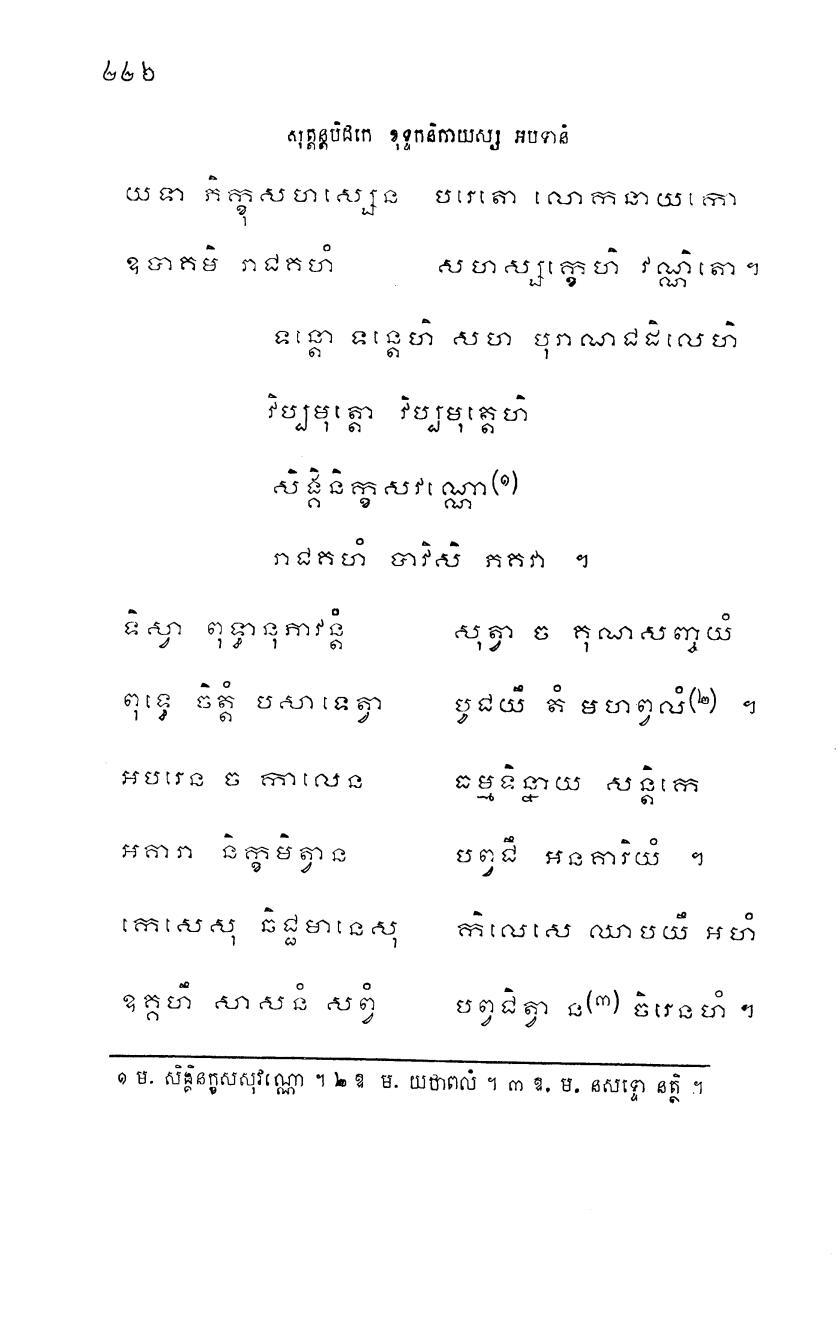 ៤៤៦
សុត្តន្តបិដកេ ខុទ្ទកនិកាយស្ស អបទានំ
យទា ភិក្ខុសហស្សេន បរេតោ លោកនាយកោ
ឧបាគមិ រាជគហំ សហស្សក្ខេហិ វណ្ណិតោ ។
ទន្តោ ទន្តេហិ សហ បុរាណជដិលេហិ
វិប្បមុត្តោ វិប្បមុត្តេហិ
សិង្គិនិក្ខសវណ្ណោ(១)
រាជគហំ បាវិសិ ភគវា ។
ទិស្វា ពុទ្ធានុភាវន្តំ សុត្វា ច គុណសញ្ចយំ
ពុទ្ធេ ចិត្តំ បសាទេត្វា បូជយឹ តំ មហព្វលំ(២) ។
អបរេន ច កាលេន ធម្មទិន្នាយ សន្តិកេ
អគារា និក្ខមិត្វាន បព្វជឹ អនគារិយំ ។
កេសេសុ ឆិជ្ជមានេសុ កិលេសេ ឈាបយឹ អហំ
ឧគ្គហឹ សាសនំ សព្វំ បព្វជិត្វា ន(៣) ចិរេនហំ ។
១ ម. សិង្គិនក្ខសសុវណ្ណោ ។ ២ ឱ ម. យថាពលំ ។ ៣ ឱ. ម. នសទ្ទោ នត្ថិ ។